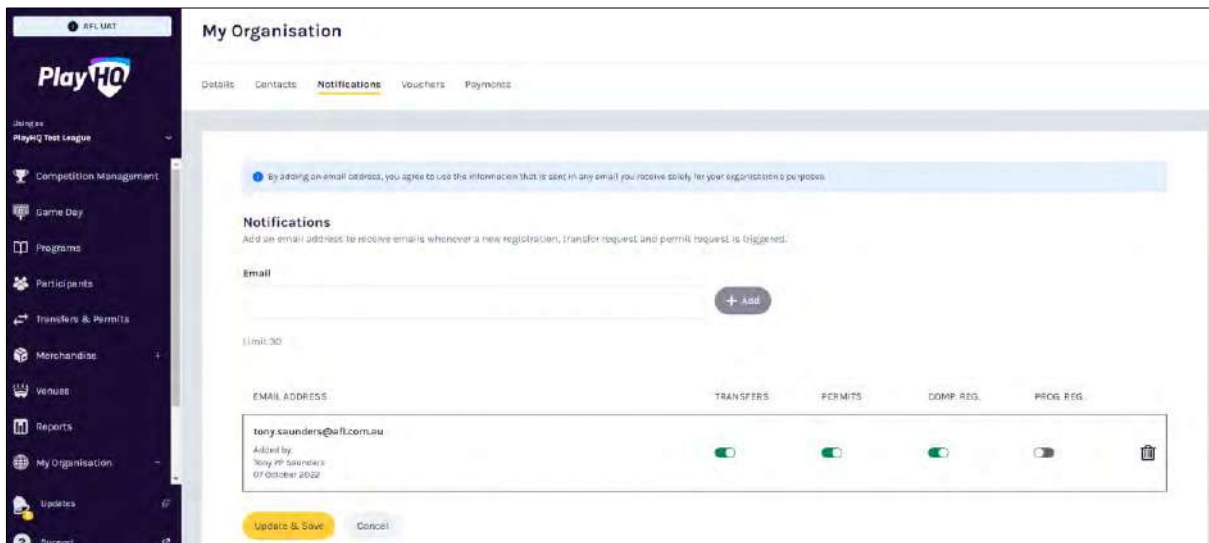 AFL UAT
My Organisation
PlayHQ
Details Contacts Notifications Vouchers Payments
Using as
PlayHQ Test League
Competition Management
By adding an email address, you agree to use the information that is sent in any email you receive solely for your organisation's purposes.
Game Day
Notifications
Add an email address to receive emails whenever a new registration, transfer request and permit request is triggered.
Programs
Email
Participants
+ Add
Transfers & Permits
Limit 30
Merchandise +
Venues
EMAIL ADDRESS TRANSFERS PERMITS COMP. REG. PROG. REG.
Reports
tony.saunders@afl.com.au
Added by
Tony Saunders
07 October 2022
My Organisation −
Updates
Update & Save Cancel
Support